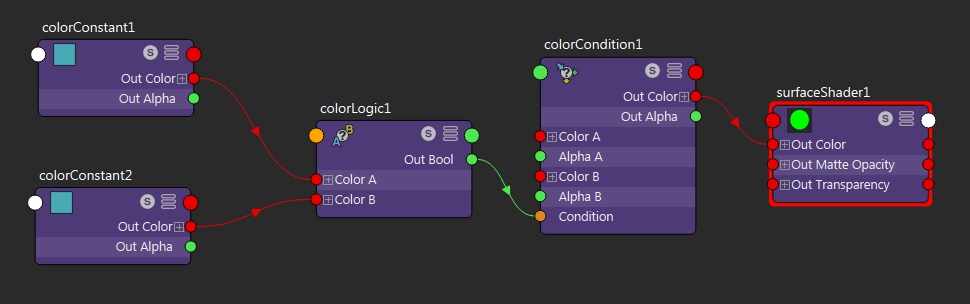 colorConstant1
S
Out Color
Out Alpha
colorConstant2
S
Out Color
Out Alpha
colorLogic1
A ? B
S
Out Bool
Color A
Color B
colorCondition1
?
S
Out Color
Out Alpha
Color A
Alpha A
Color B
Alpha B
Condition
surfaceShader1
S
Out Color
Out Matte Opacity
Out Transparency